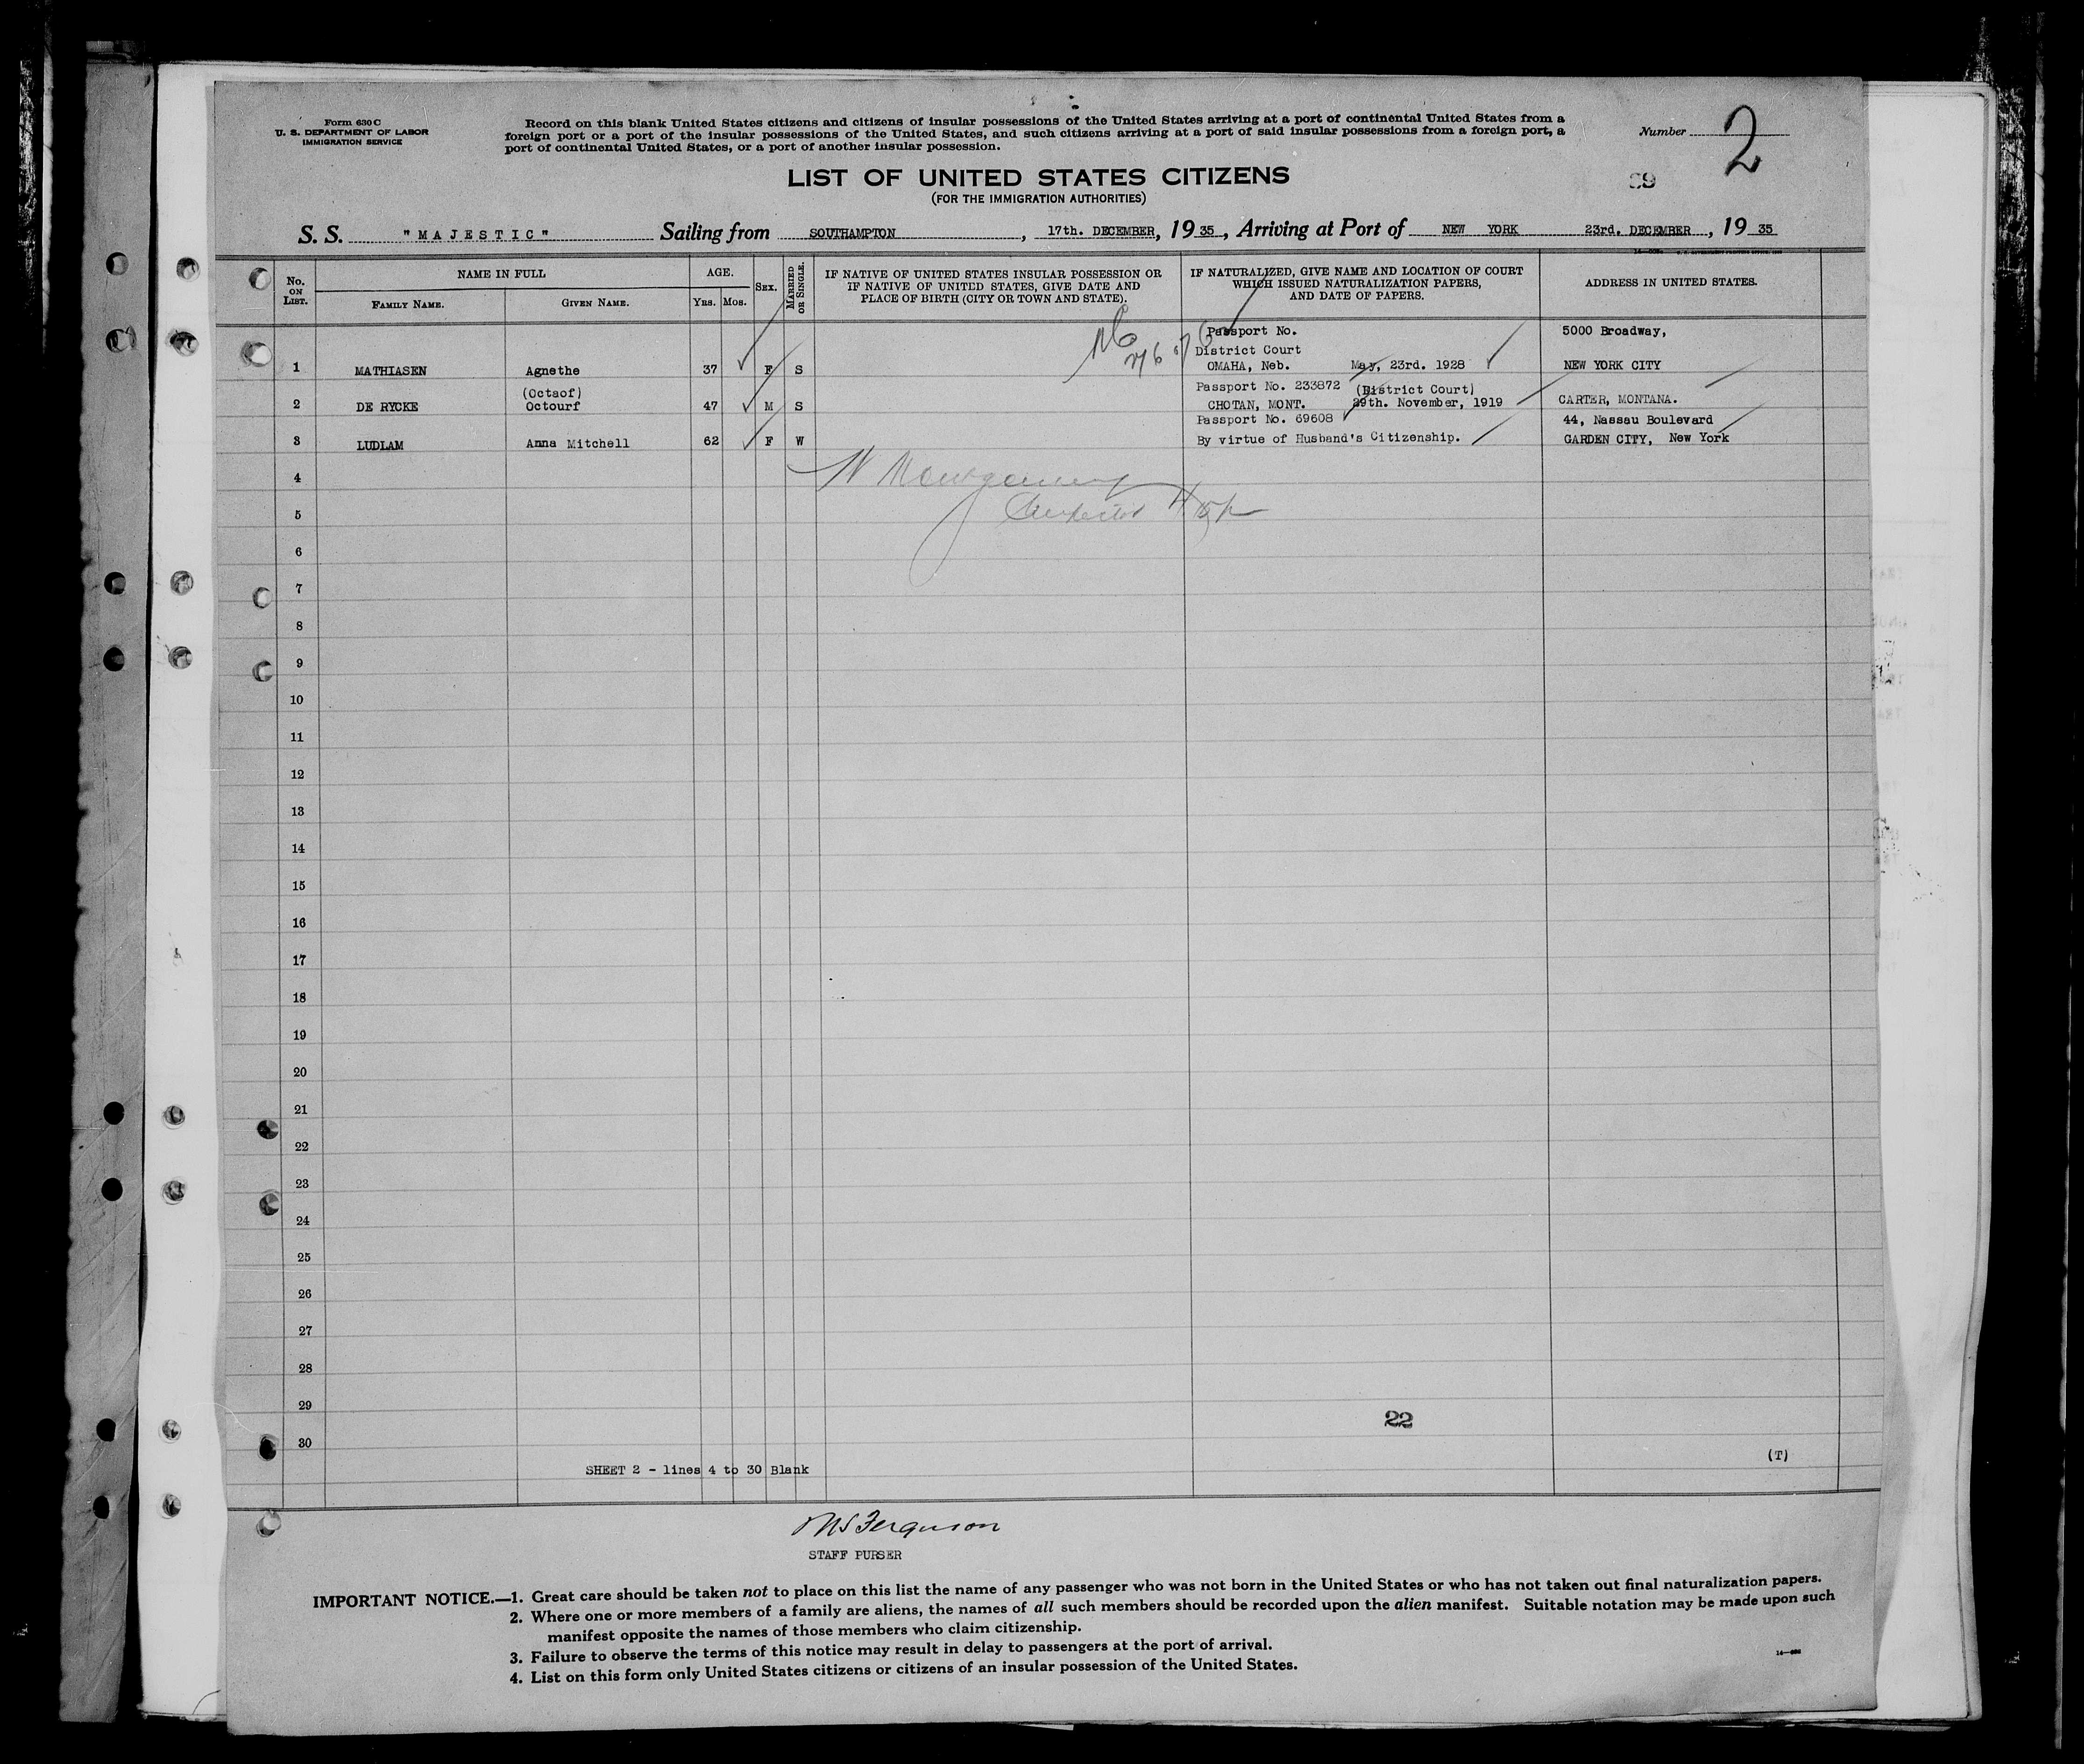 Form 630 C
U. S. DEPARTMENT OF LABOR
IMMIGRATION SERVICE
Record on this blank United States citizens and citizens of insular possessions of the United States arriving at a port of continental United States from a
foreign port or a port of the insular possessions of the United States, and such citizens arriving at a port of said insular possessions from a foreign port, a
port of continental United States, or a port of another insular possession.
Number 2
LIST OF UNITED STATES CITIZENS
(FOR THE IMMIGRATION AUTHORITIES)
S. S. "MAJESTIC" Sailing from SOUTHAMPTON, 17th. DECEMBER, 19 35, Arriving at Port of NEW YORK 23rd. DECEMBER, 19 35
No. ON LIST.
NAME IN FULL
FAMILY NAME. GIVEN NAME.
AGE.
YRS. MOS.
SEX.
MARRIED OR SINGLE.
IF NATIVE OF UNITED STATES INSULAR POSSESSION OR
IF NATIVE OF UNITED STATES, GIVE DATE AND
PLACE OF BIRTH (CITY OR TOWN AND STATE).
IF NATURALIZED, GIVE NAME AND LOCATION OF COURT
WHICH ISSUED NATURALIZATION PAPERS,
AND DATE OF PAPERS.
ADDRESS IN UNITED STATES.
Passport No. 5000 Broadway,
District Court
1 MATHIASEN Agnethe 37 F S OMAHA, Neb. May, 23rd. 1928 NEW YORK CITY
(Octaof) Passport No. 233872 (District Court)
2 DE RYCKE Octourf 47 M S CHOTAN, MONT. 29th. November, 1919 CARTER, MONTANA.
Passport No. 69608 44, Nassau Boulevard
3 LUDLAM Anna Mitchell 62 F W By virtue of Husband's Citizenship. GARDEN CITY, New York
4
5
6
7
8
9
10
11
12
13
14
15
16
17
18
19
20
21
22
23
24
25
26
27
28
29
22
30
(T)
SHEET 2 - lines 4 to 30 Blank
Ferguson
STAFF PURSER
IMPORTANT NOTICE.—1. Great care should be taken not to place on this list the name of any passenger who was not born in the United States or who has not taken out final naturalization papers.
2. Where one or more members of a family are aliens, the names of all such members should be recorded upon the alien manifest. Suitable notation may be made upon such
manifest opposite the names of those members who claim citizenship.
3. Failure to observe the terms of this notice may result in delay to passengers at the port of arrival.
4. List on this form only United States citizens or citizens of an insular possession of the United States.